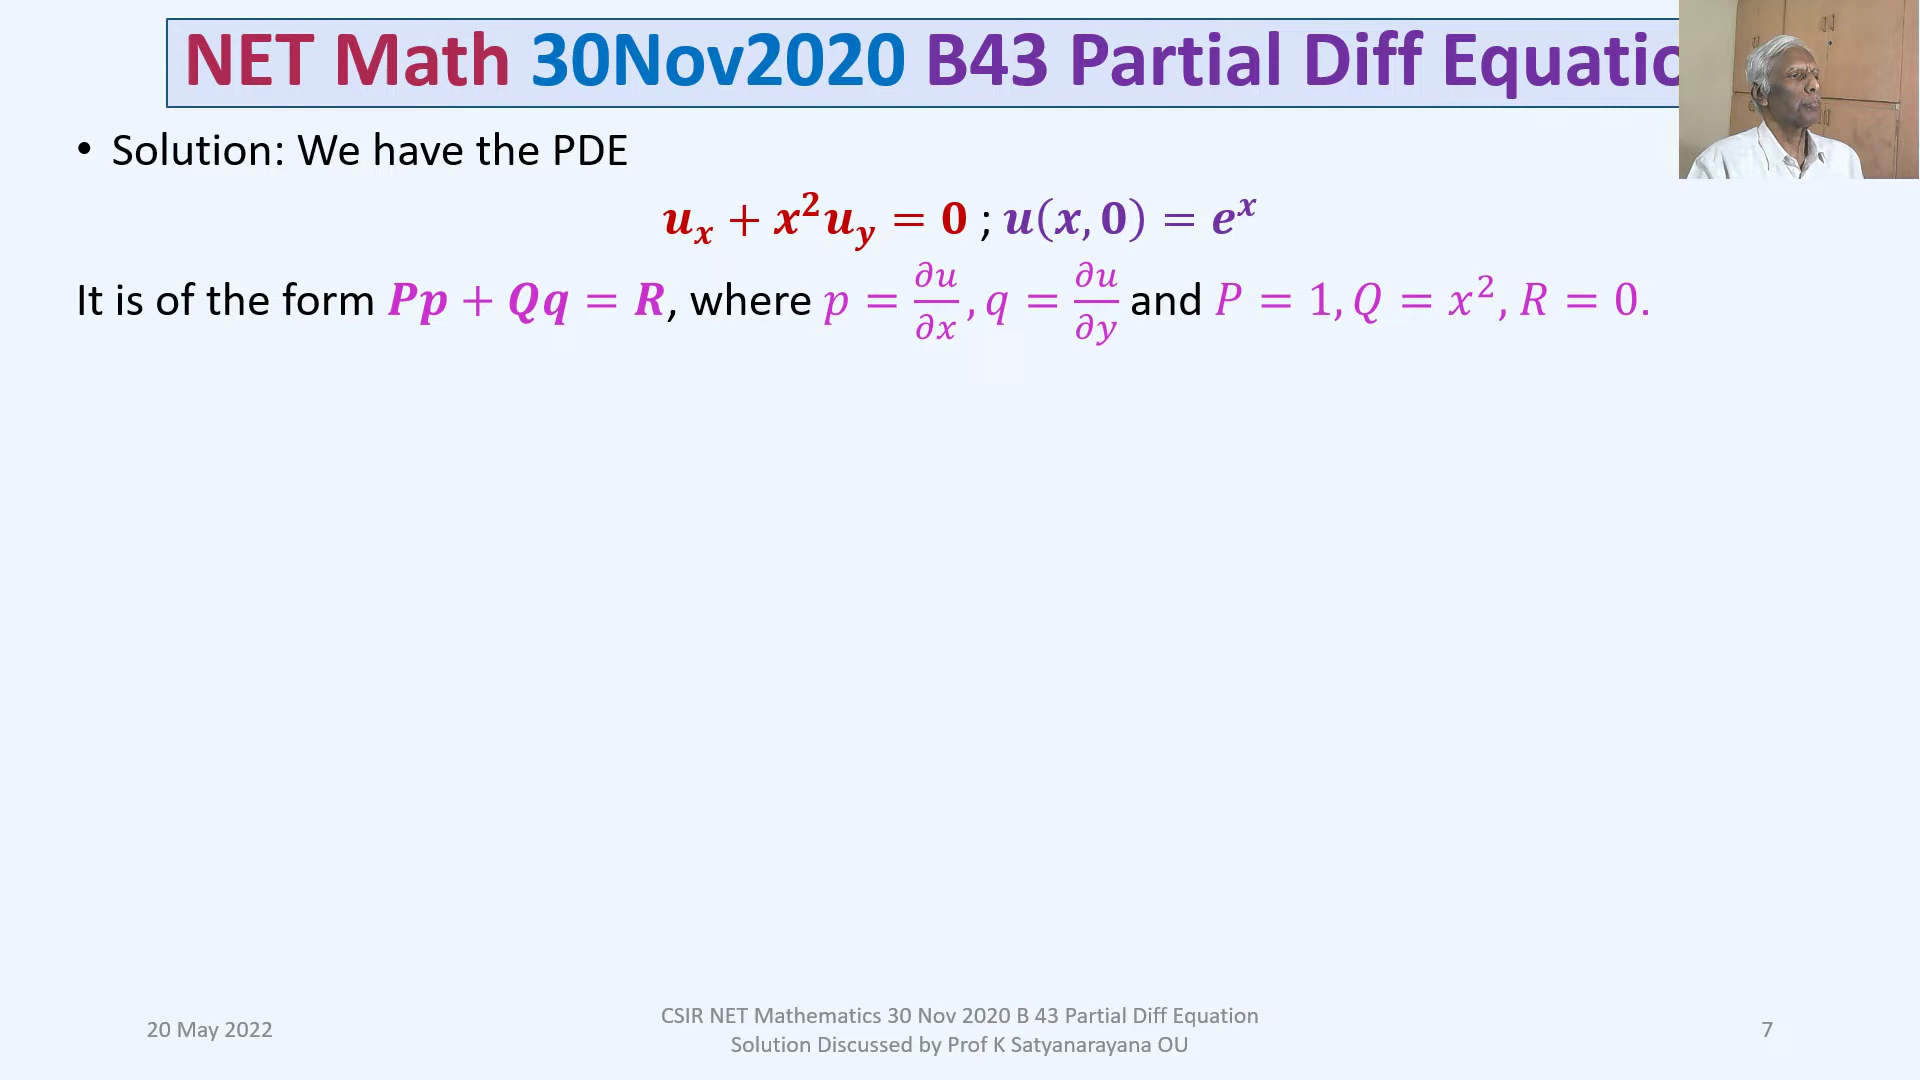 NET Math 30Nov2020 B43 Partial Diff Equatio
• Solution: We have the PDE
𝒖ₓ + 𝒙²𝒖_𝒚 = 𝟎 ; 𝒖(𝒙, 𝟎) = 𝒆^𝒙
It is of the form 𝑷𝒑 + 𝑸𝒒 = 𝑹, where 𝑝 = ∂𝑢/∂𝑥, 𝑞 = ∂𝑢/∂𝑦 and 𝑃 = 1, 𝑄 = 𝑥², 𝑅 = 0.
20 May 2022
CSIR NET Mathematics 30 Nov 2020 B 43 Partial Diff Equation
Solution Discussed by Prof K Satyanarayana OU
7